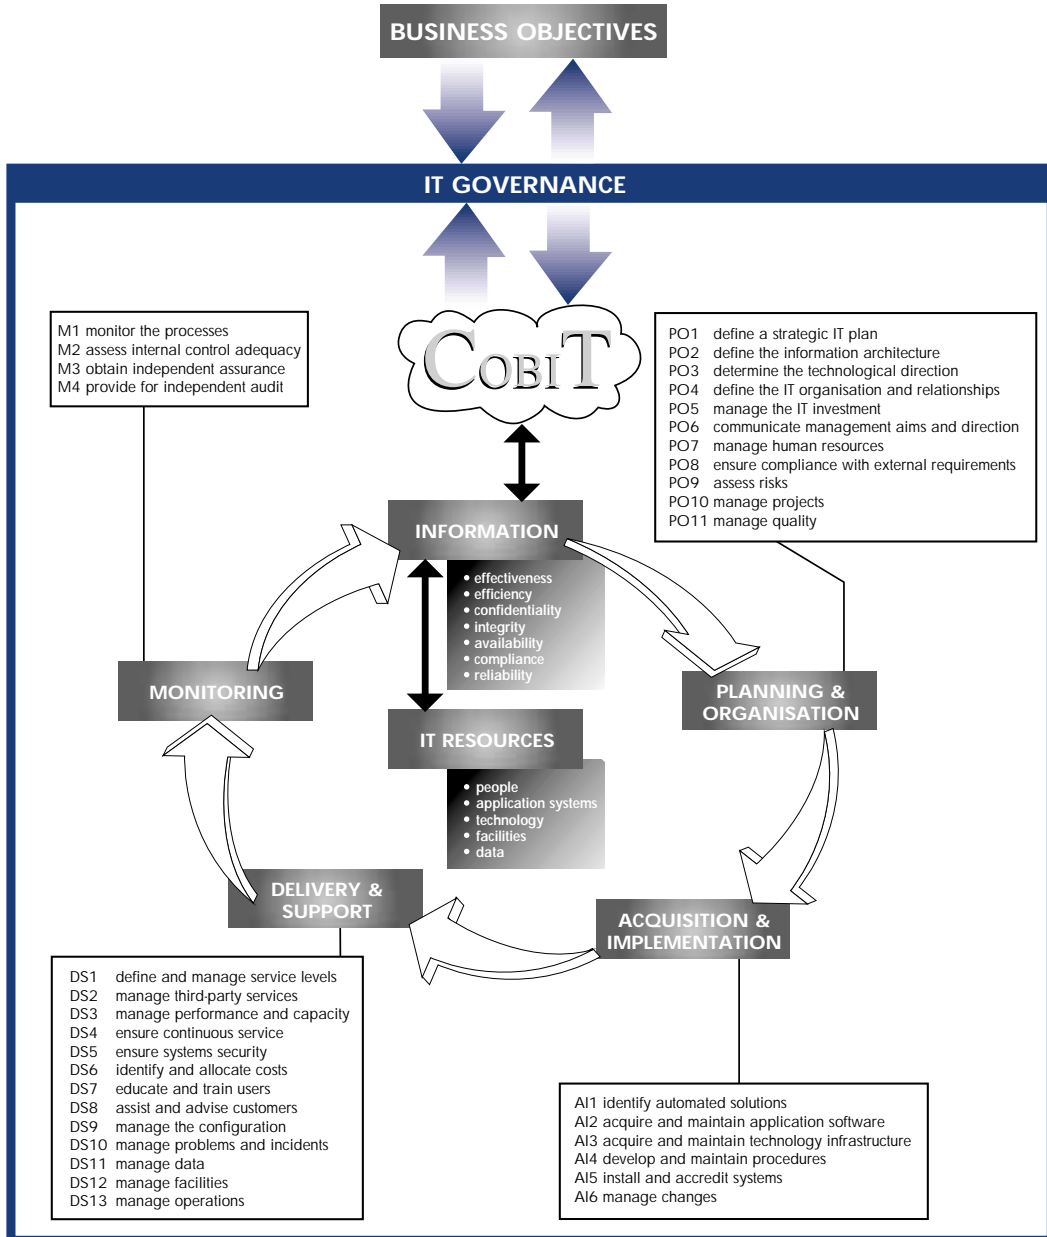 BUSINESS OBJECTIVES
IT GOVERNANCE
COBIT
M1 monitor the processes
M2 assess internal control adequacy
M3 obtain independent assurance
M4 provide for independent audit
PO1 define a strategic IT plan
PO2 define the information architecture
PO3 determine the technological direction
PO4 define the IT organisation and relationships
PO5 manage the IT investment
PO6 communicate management aims and direction
PO7 manage human resources
PO8 ensure compliance with external requirements
PO9 assess risks
PO10 manage projects
PO11 manage quality
INFORMATION
• effectiveness
• efficiency
• confidentiality
• integrity
• availability
• compliance
• reliability
MONITORING
PLANNING &
ORGANISATION
IT RESOURCES
• people
• application systems
• technology
• facilities
• data
DELIVERY &
SUPPORT
ACQUISITION &
IMPLEMENTATION
DS1 define and manage service levels
DS2 manage third-party services
DS3 manage performance and capacity
DS4 ensure continuous service
DS5 ensure systems security
DS6 identify and allocate costs
DS7 educate and train users
DS8 assist and advise customers
DS9 manage the configuration
DS10 manage problems and incidents
DS11 manage data
DS12 manage facilities
DS13 manage operations
AI1 identify automated solutions
AI2 acquire and maintain application software
AI3 acquire and maintain technology infrastructure
AI4 develop and maintain procedures
AI5 install and accredit systems
AI6 manage changes